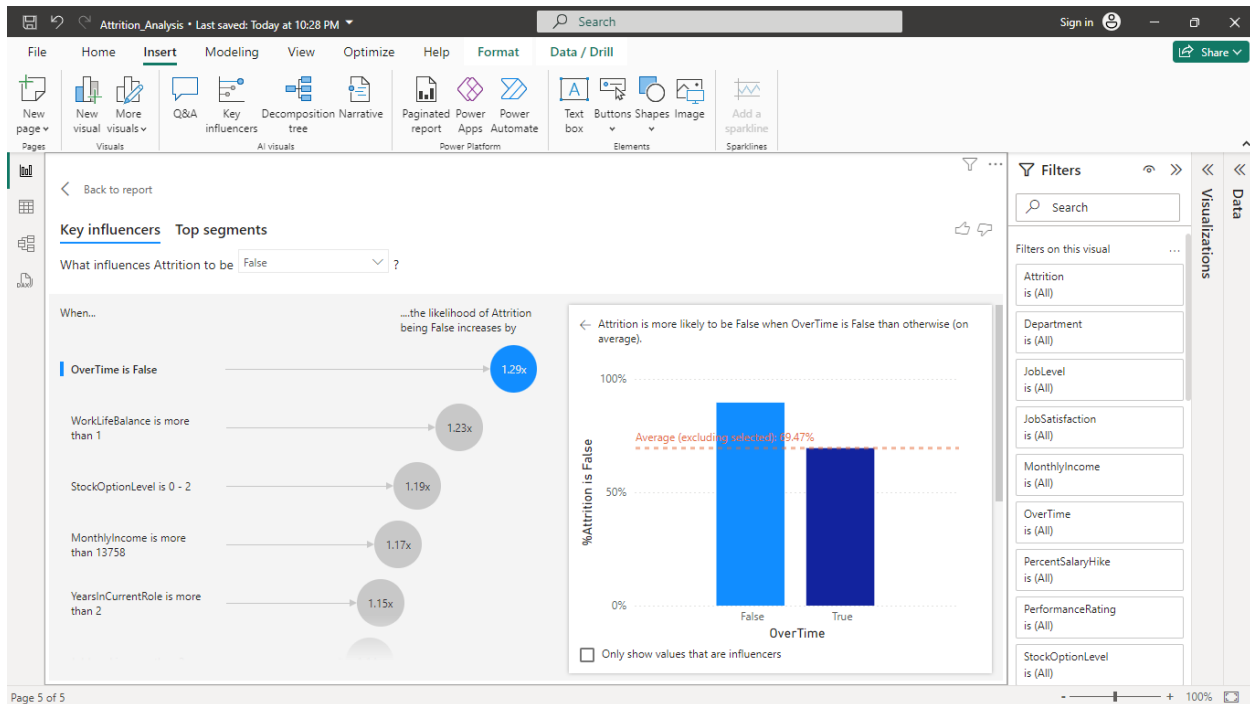 Attrition_Analysis • Last saved: Today at 10:28 PM
Search
Sign in
File Home Insert Modeling View Optimize Help Format Data / Drill
Share
New page
New visual
More visuals
Q&A
Key influencers
Decomposition tree
Narrative
Paginated report
Power Apps
Power Automate
Text box
Buttons
Shapes
Image
Add a sparkline
Pages
Visuals
AI visuals
Power Platform
Elements
Sparklines
Back to report
Key influencers Top segments
What influences Attrition to be False ?
When...
....the likelihood of Attrition
being False increases by
OverTime is False
1.29x
WorkLifeBalance is more
than 1
1.23x
StockOptionLevel is 0 - 2
1.19x
MonthlyIncome is more
than 13758
1.17x
YearsInCurrentRole is more
than 2
1.15x
Attrition is more likely to be False when OverTime is False than otherwise (on
average).
100%
Average (excluding selected): 69.47%
50%
0%
%Attrition is False
False True
OverTime
Only show values that are influencers
Filters
Search
Filters on this visual
Attrition
is (All)
Department
is (All)
JobLevel
is (All)
JobSatisfaction
is (All)
MonthlyIncome
is (All)
OverTime
is (All)
PercentSalaryHike
is (All)
PerformanceRating
is (All)
StockOptionLevel
is (All)
Visualizations
Data
Page 5 of 5
- + 100%